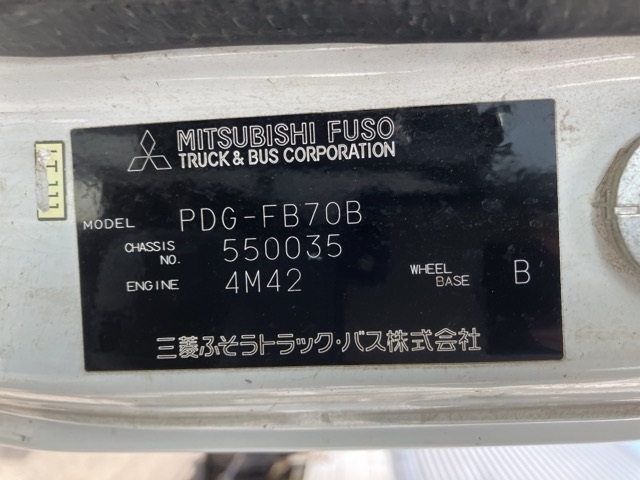 MITSUBISHI FUSO
TRUCK & BUS CORPORATION
MODEL PDG-FB70B
CHASSIS NO. 550035
ENGINE 4M42
WHEEL BASE B
三菱ふそうトラック・バス株式会社